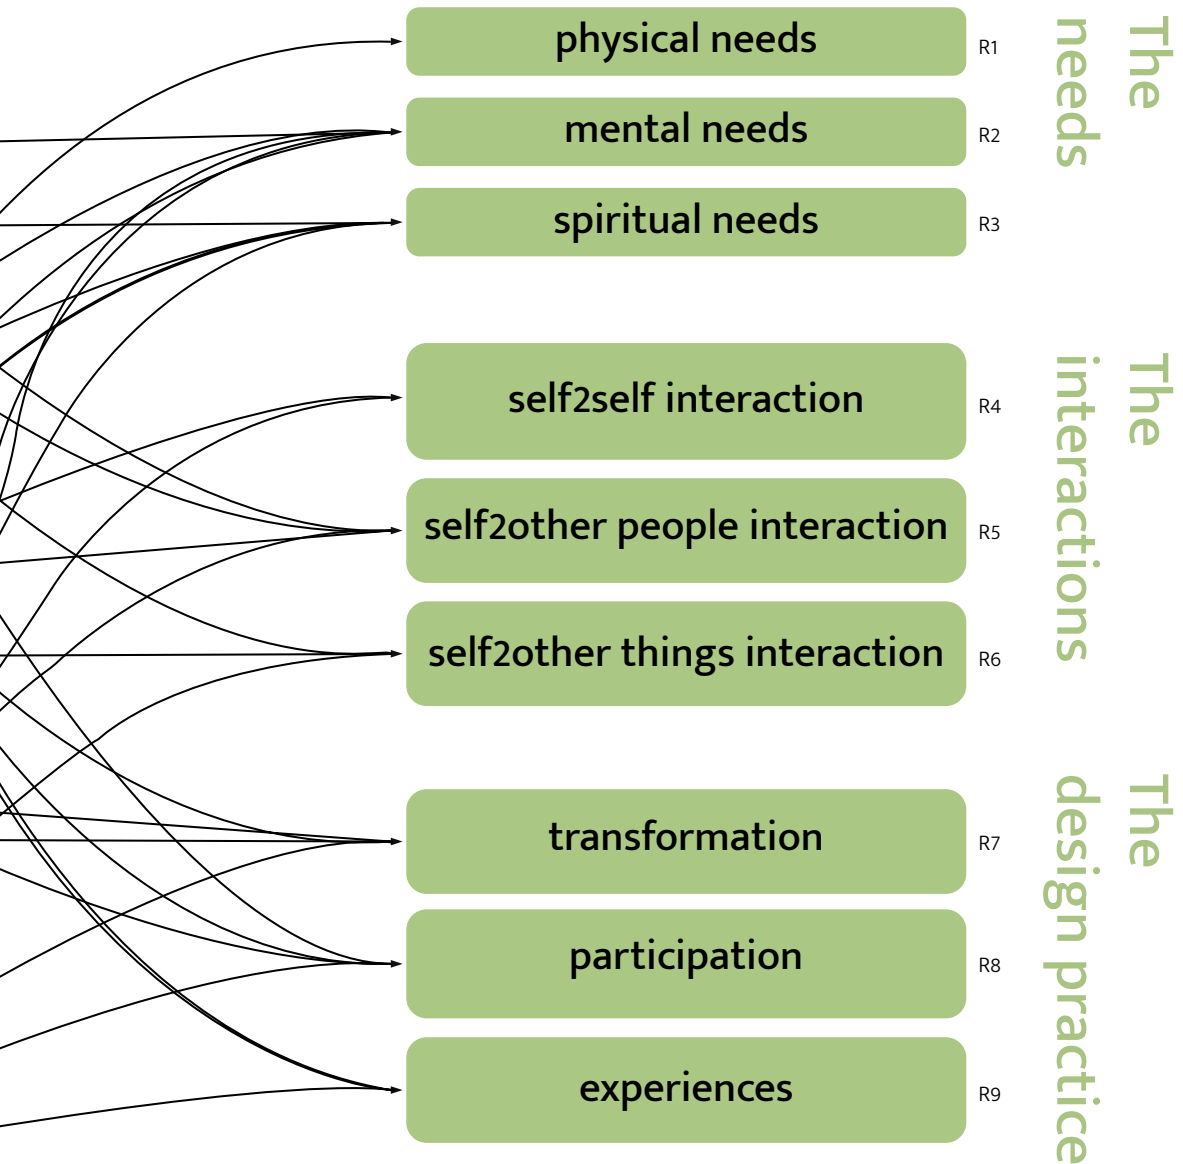 physical needs
R1
mental needs
R2
spiritual needs
R3
The
needs
self2self interaction
R4
self2other people interaction
R5
self2other things interaction
R6
The
interactions
transformation
R7
participation
R8
experiences
R9
The
design practice